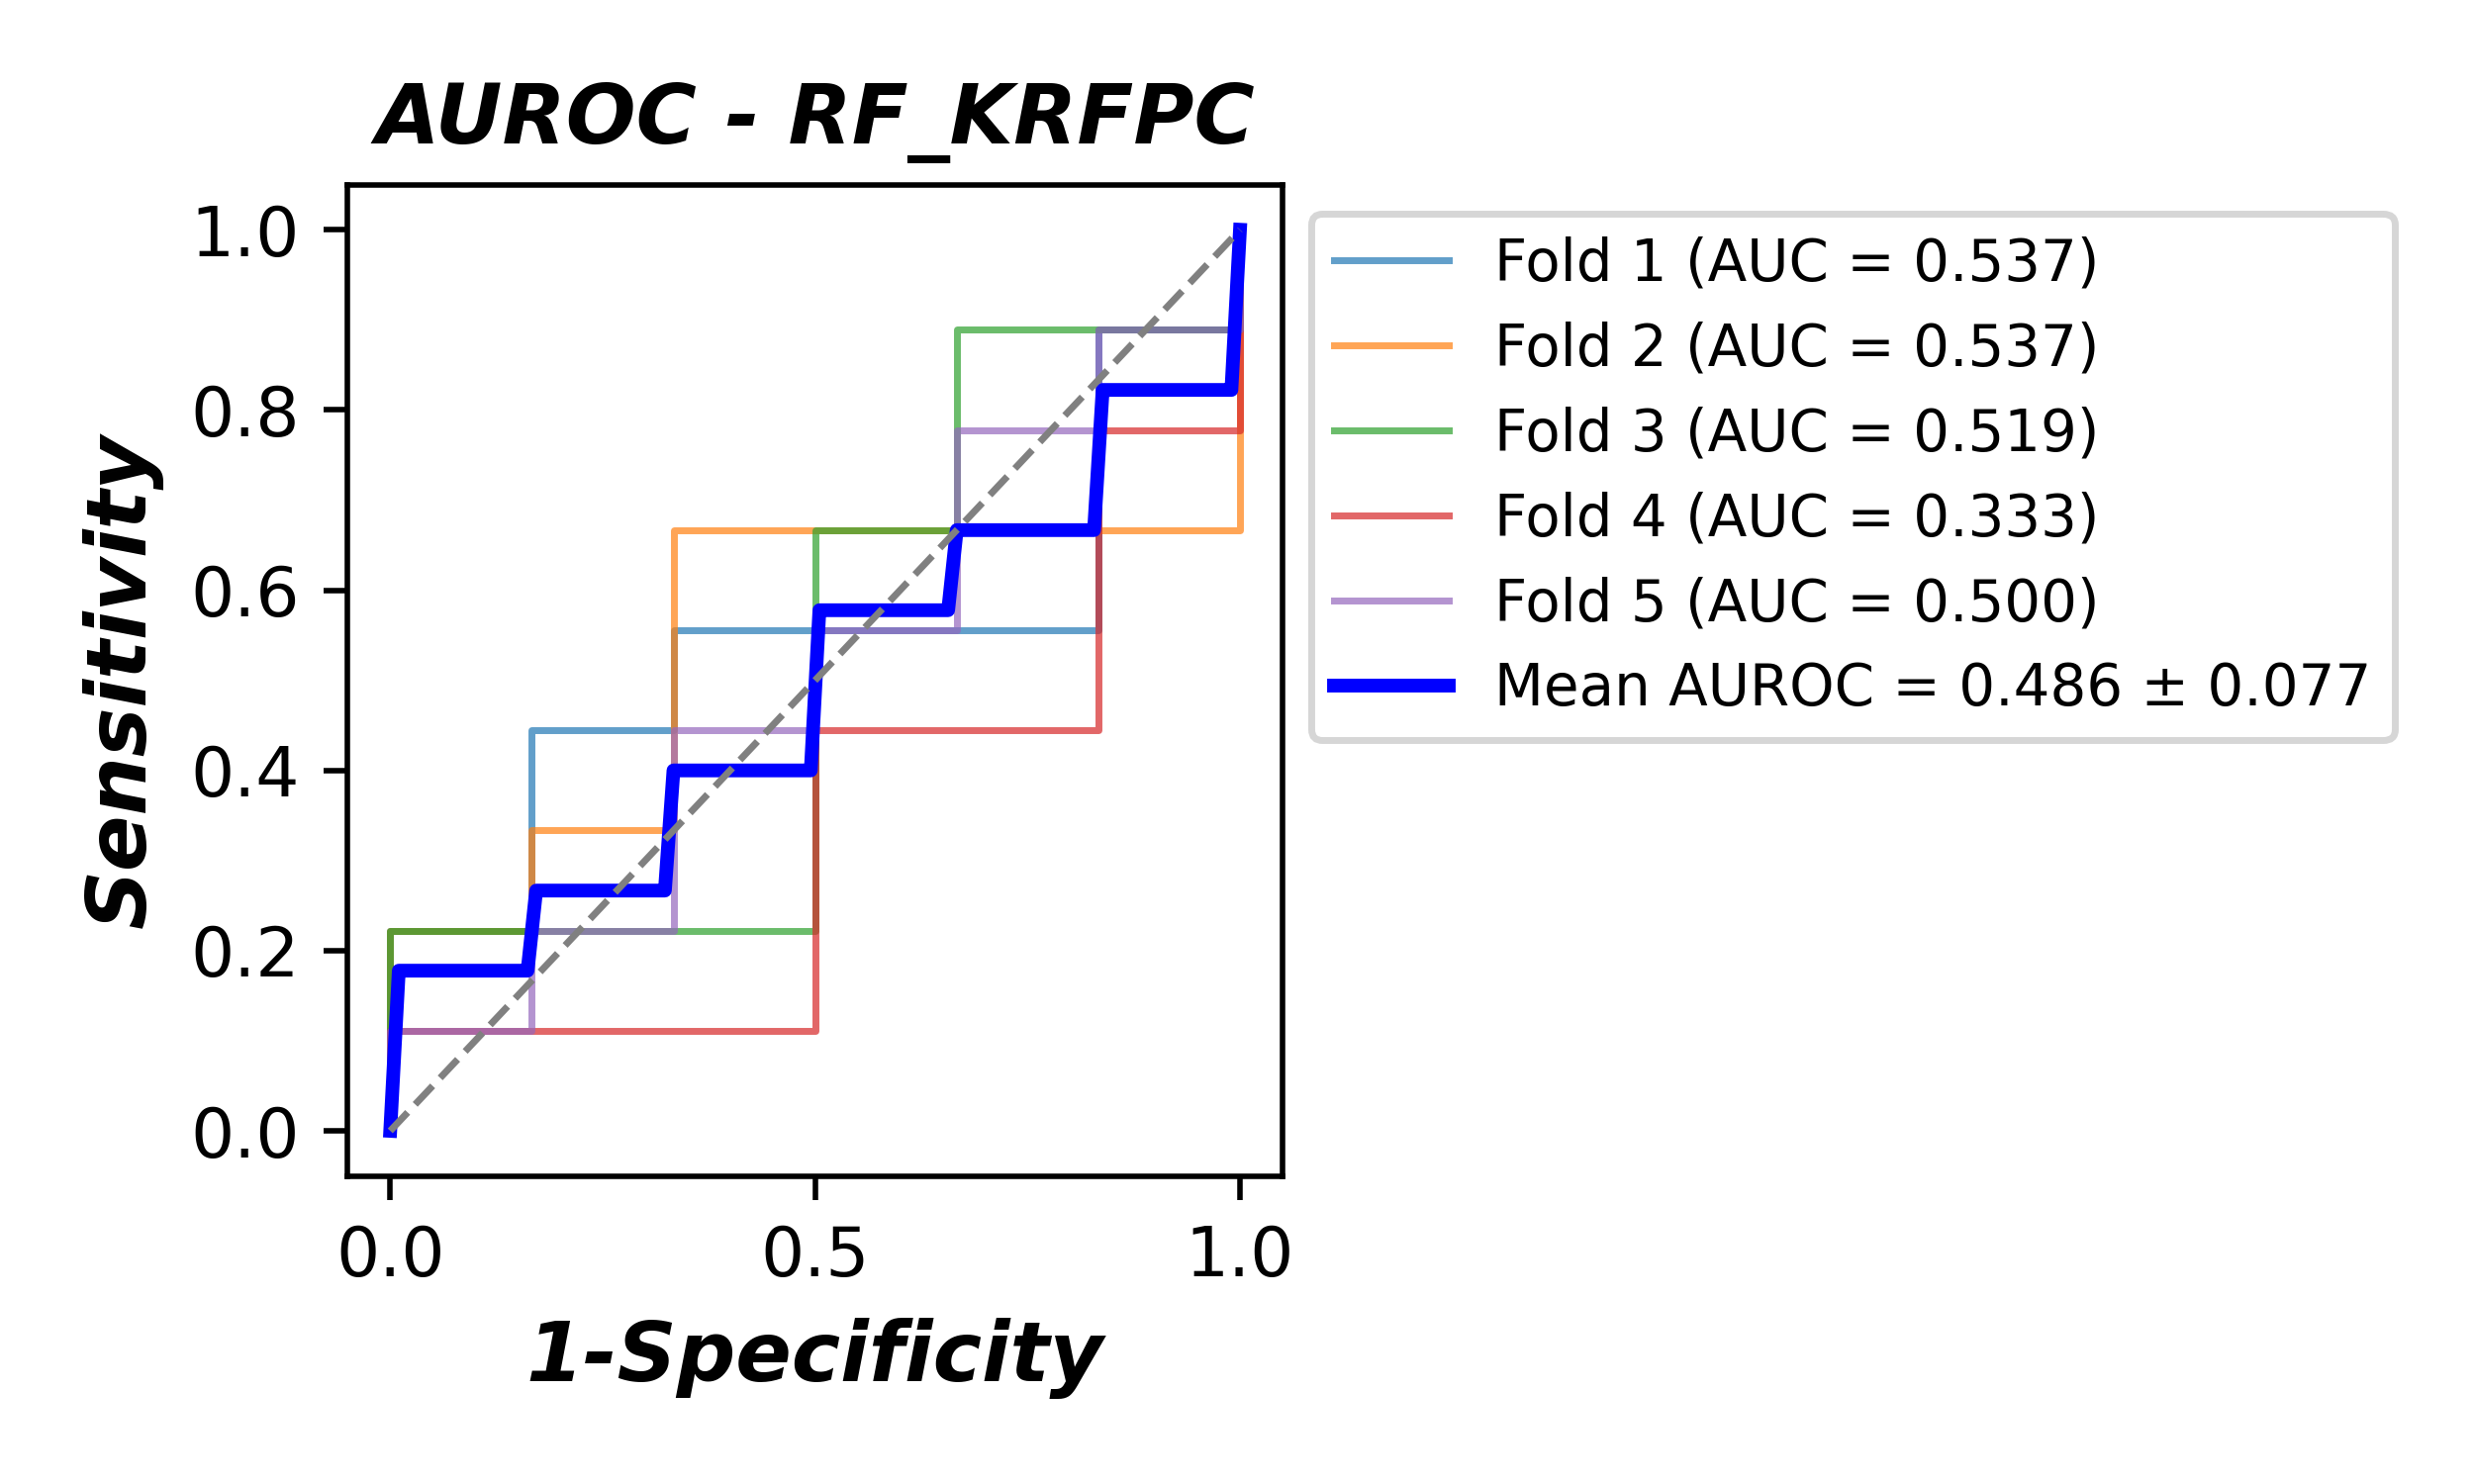 AUROC - RF_KRFPC
Sensitivity
1.0
0.8
0.6
0.4
0.2
0.0
0.0 0.5 1.0
1-Specificity
Fold 1 (AUC = 0.537)
Fold 2 (AUC = 0.537)
Fold 3 (AUC = 0.519)
Fold 4 (AUC = 0.333)
Fold 5 (AUC = 0.500)
Mean AUROC = 0.486 ± 0.077